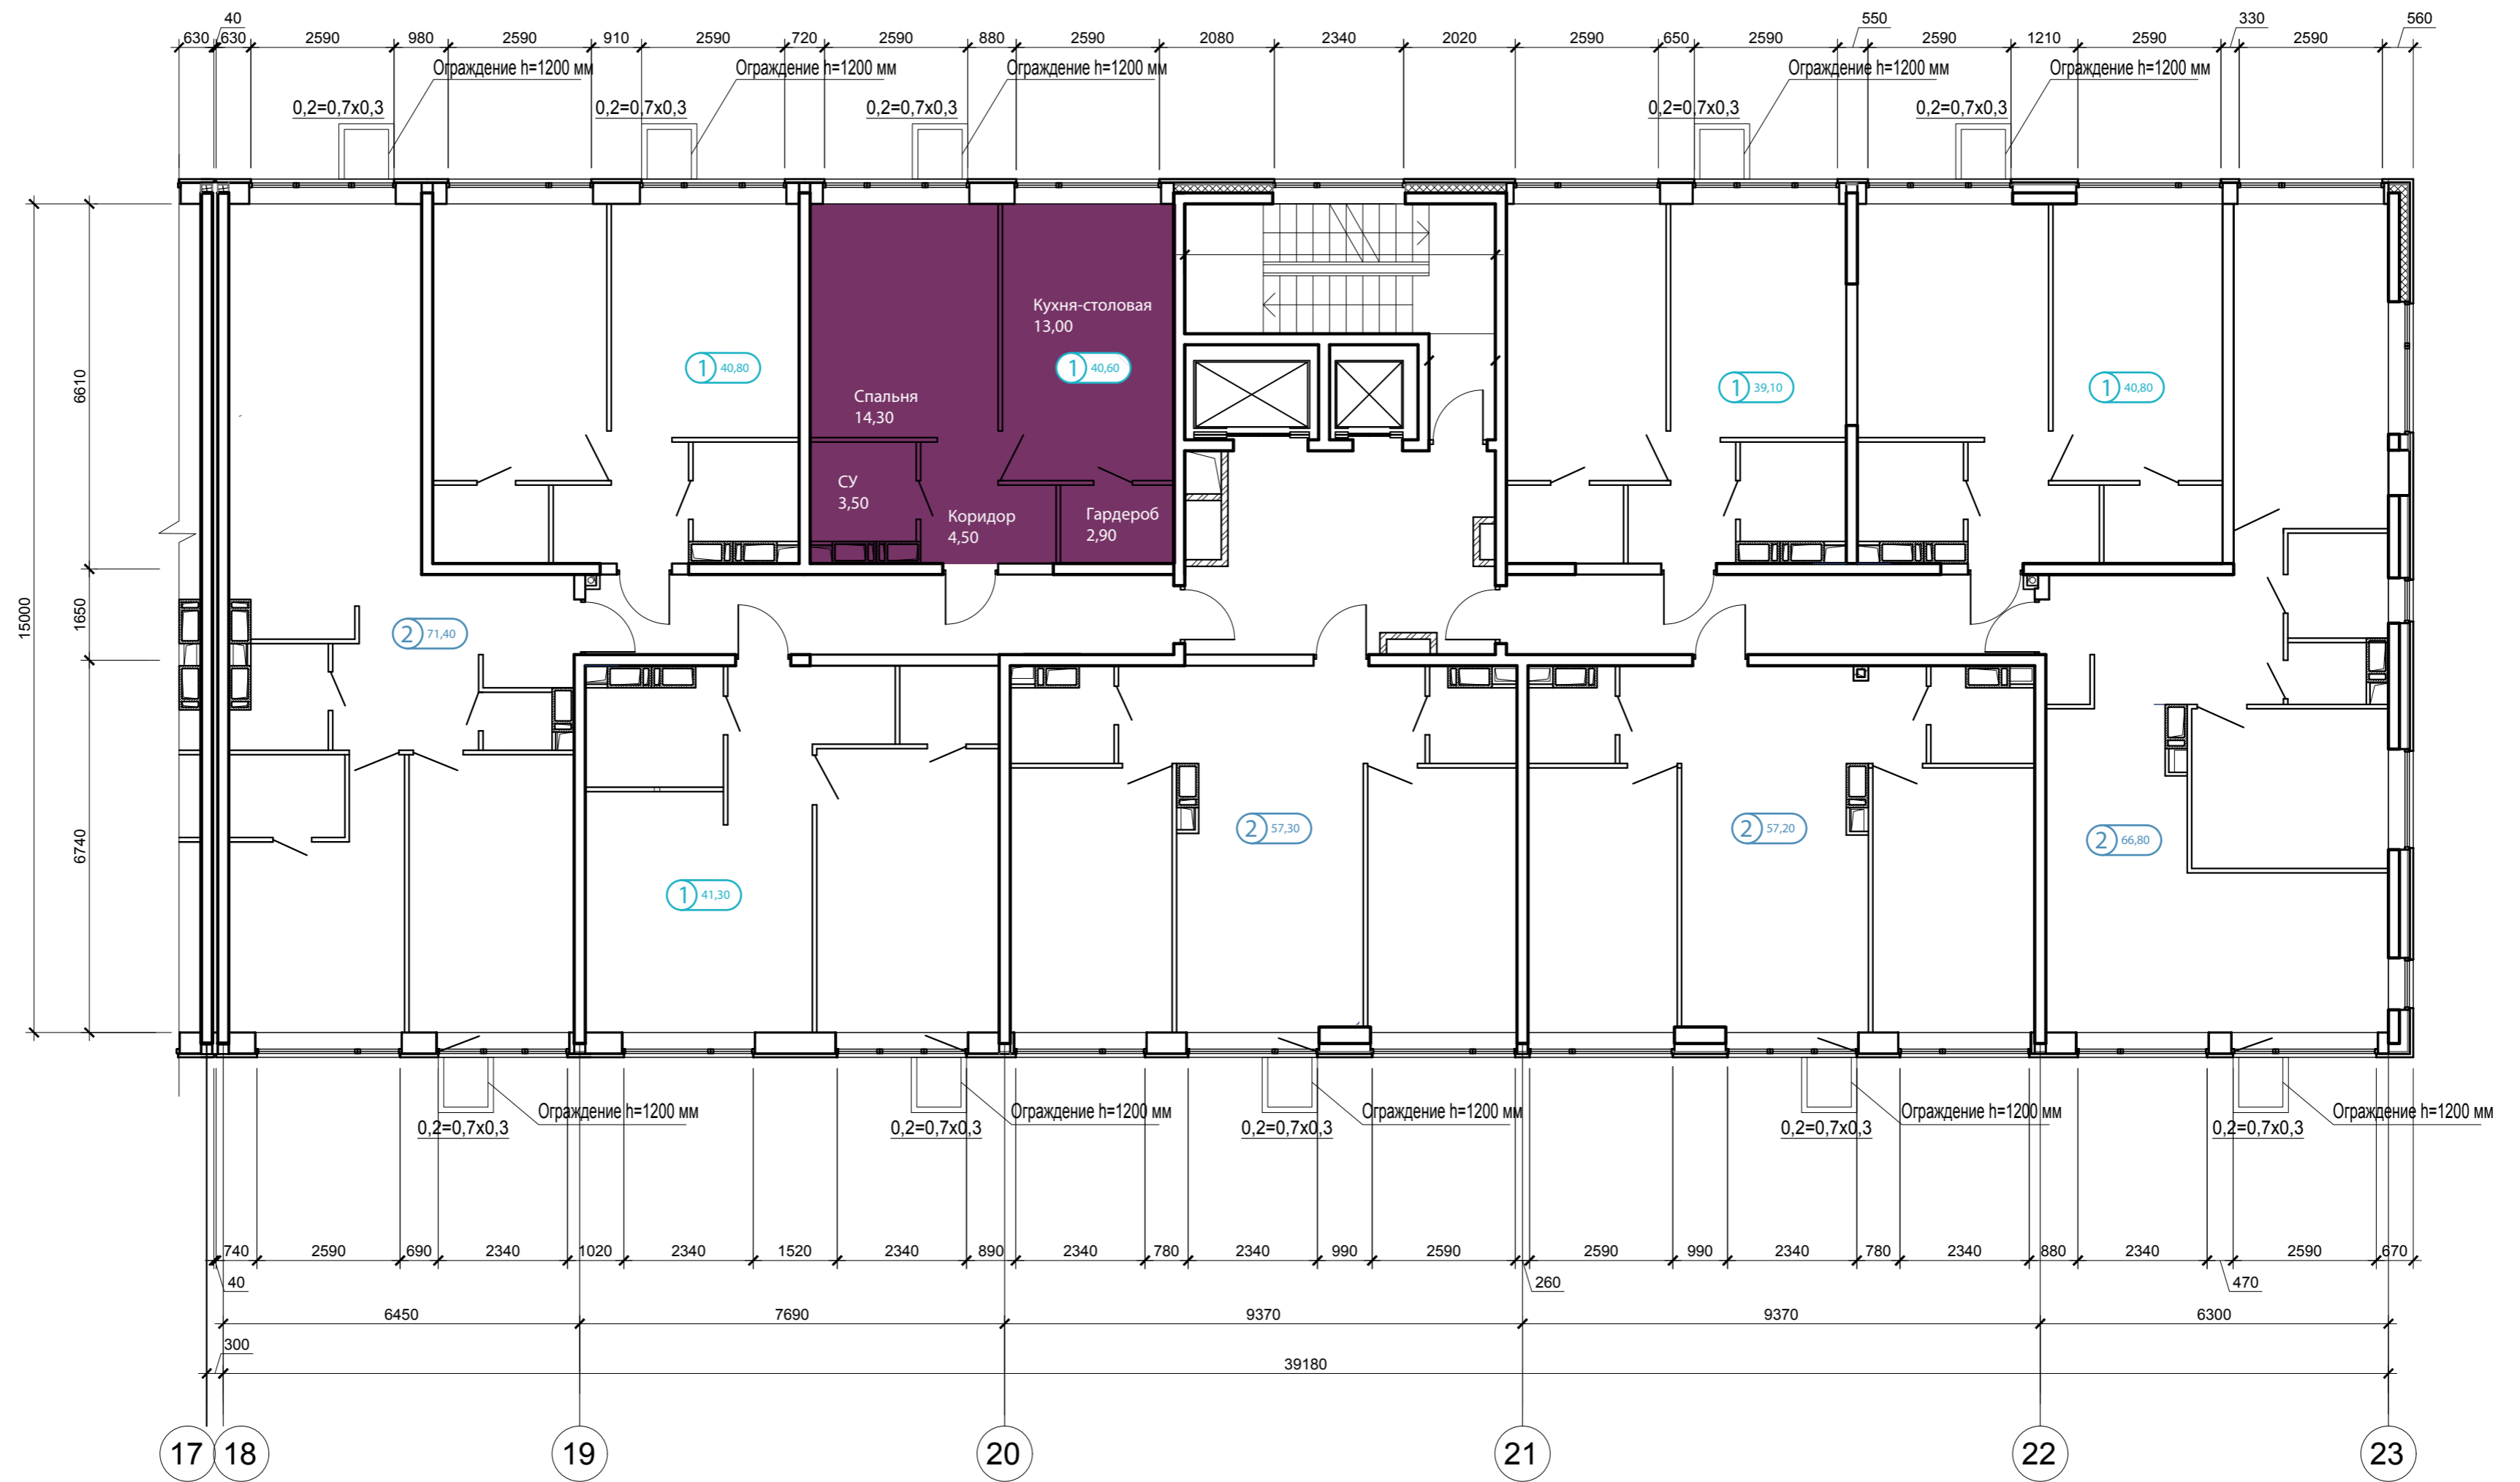 40 550 330 560
630 630 2590 980 2590 910 2590 720 2590 880 2590 2080 2340 2020 2590 650 2590 2590 1210 2590 2590
Ограждение h=1200 мм Ограждение h=1200 мм Ограждение h=1200 мм Ограждение h=1200 мм Ограждение h=1200 мм
0,2=0,7x0,3 0,2=0,7x0,3 0,2=0,7x0,3 0,2=0,7x0,3 0,2=0,7x0,3
Кухня-столовая
13,00
1 40,80
1 40,60
1 39,10
1 40,80
6610
Спальня
14,30
СУ
3,50
Коридор
4,50
Гардероб
2,90
15000
1650
2 71,40
6740
2 57,30
2 57,20
2 66,80
1 41,30
Ограждение h=1200 мм Ограждение h=1200 мм Ограждение h=1200 мм Ограждение h=1200 мм Ограждение h=1200 мм
0,2=0,7x0,3 0,2=0,7x0,3 0,2=0,7x0,3 0,2=0,7x0,3 0,2=0,7x0,3
740 2590 690 2340 1020 2340 1520 2340 890 2340 780 2340 990 2590 2590 990 2340 780 2340 880 2340 2590 670
40 260 470
6450 7690 9370 9370 6300
300
39180
17 18 19 20 21 22 23